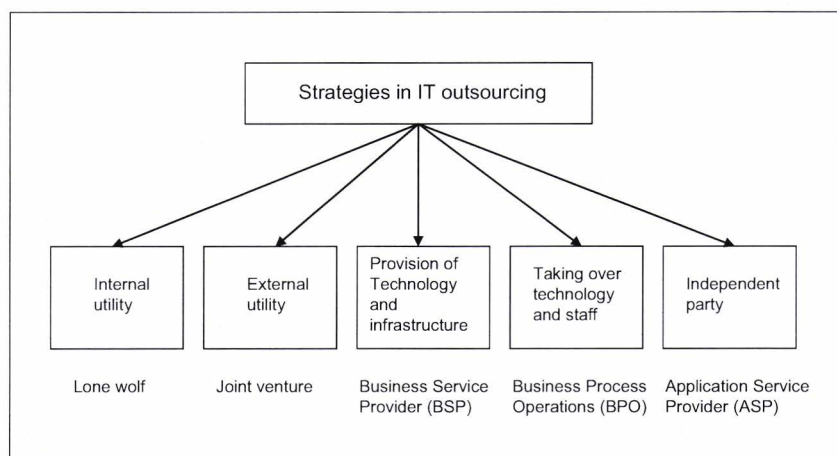 Strategies in IT outsourcing
Internal
utility
External
utility
Provision of
Technology
and
infrastructure
Taking over
technology
and staff
Independent
party
Lone wolf
Joint venture
Business Service
Provider (BSP)
Business Process
Operations (BPO)
Application Service
Provider (ASP)